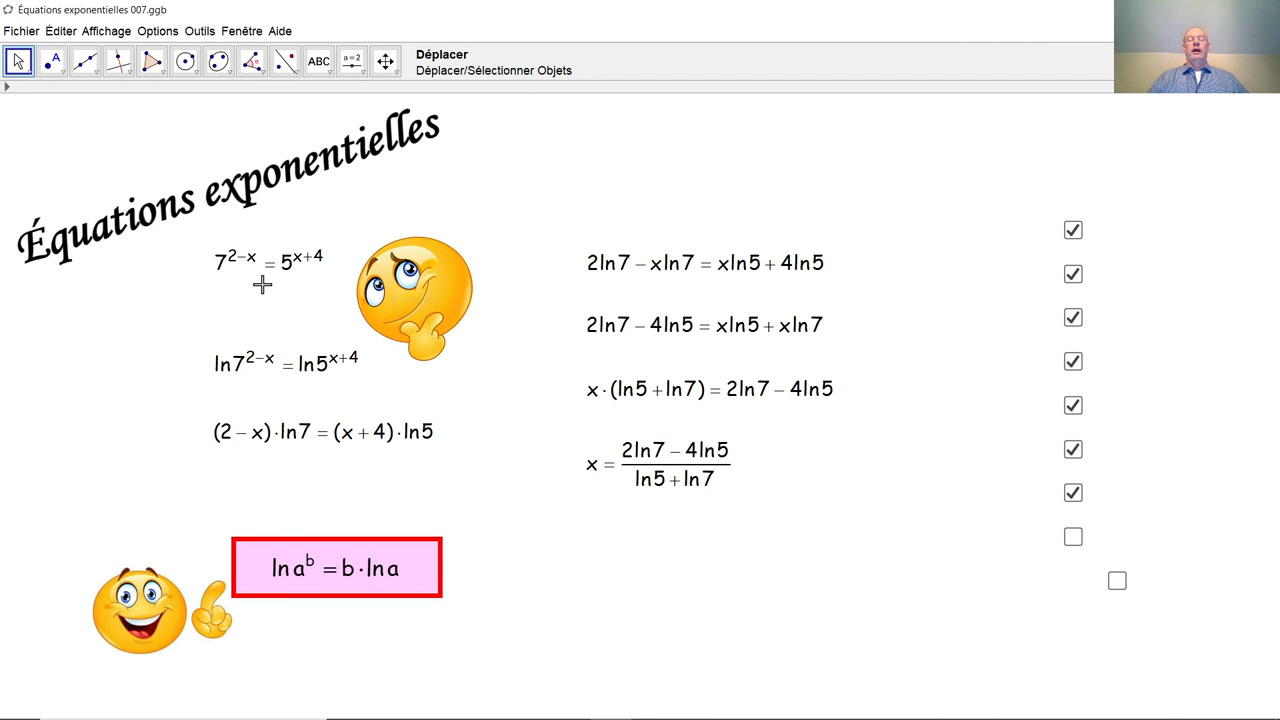 Équations exponentielles 007.ggb
Fichier Éditer Affichage Options Outils Fenêtre Aide
A
ABC
a=2
Déplacer
Déplacer/Sélectionner Objets
Équations exponentielles
7^{2−x} = 5^{x+4}
ln7^{2−x} = ln5^{x+4}
(2−x)·ln7 = (x+4)·ln5
ln a^b = b·ln a
2ln7 − xln7 = xln5 + 4ln5
2ln7 − 4ln5 = xln5 + xln7
x·(ln5 + ln7) = 2ln7 − 4ln5
x = \frac{2ln7 − 4ln5}{ln5 + ln7}